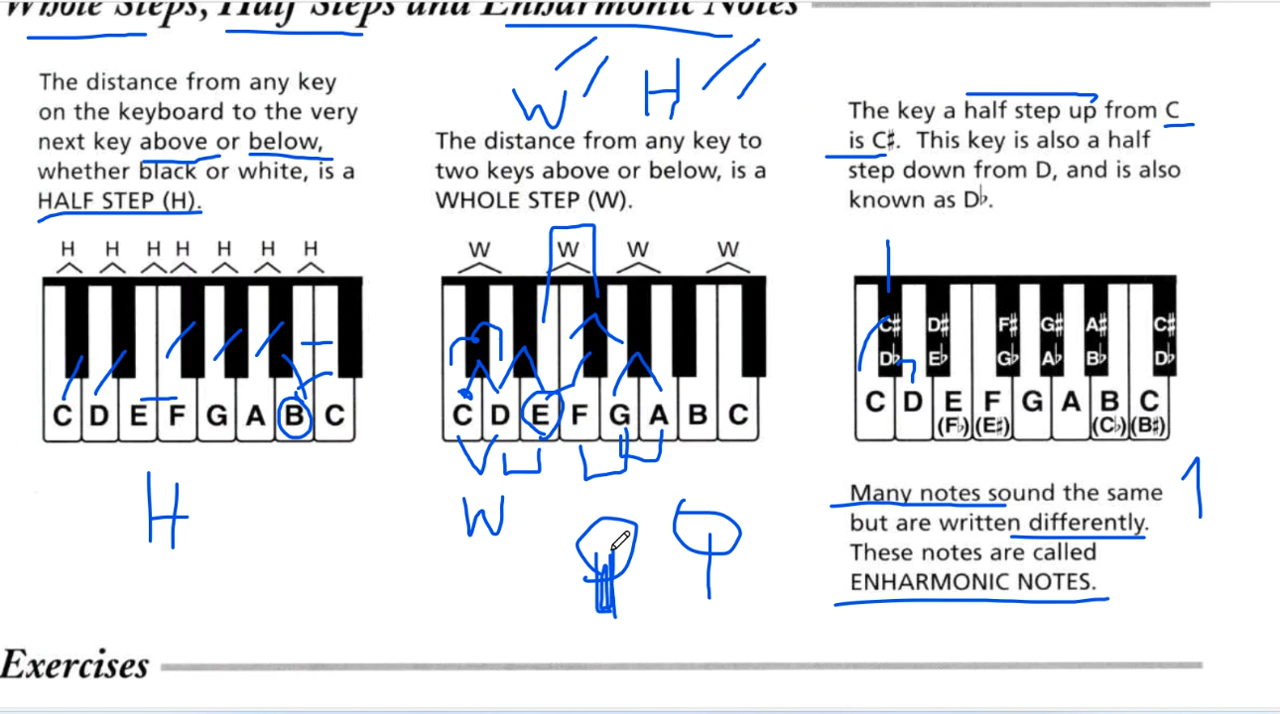 Whole Steps, Half Steps and Enharmonic Notes
The distance from any key
on the keyboard to the very
next key above or below,
whether black or white, is a
HALF STEP (H).
H H H H H H H
C D E F G A B C
H
W H
The distance from any key to
two keys above or below, is a
WHOLE STEP (W).
W W W W
C D E F G A B C
W
The key a half step up from C
is C♯. This key is also a half
step down from D, and is also
known as D♭.
C♯ D♯ F♯ G♯ A♯ C♯
D♭ E♭ G♭ A♭ B♭ D♭
C D E F G A B C
(F♭) (E♯) (C♭) (B♯)
Many notes sound the same
but are written differently.
These notes are called
ENHARMONIC NOTES.
Exercises